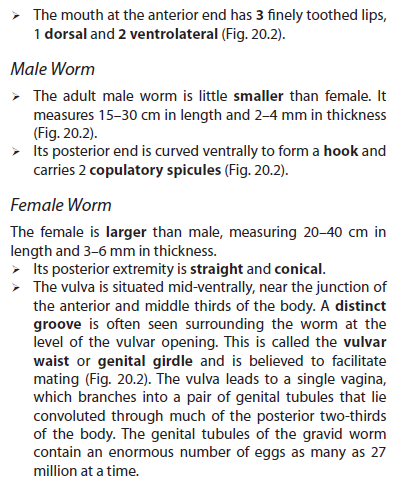 ➢ The mouth at the anterior end has 3 finely toothed lips,
1 dorsal and 2 ventrolateral (Fig. 20.2).
Male Worm
➢ The adult male worm is little smaller than female. It
measures 15–30 cm in length and 2–4 mm in thickness
(Fig. 20.2).
➢ Its posterior end is curved ventrally to form a hook and
carries 2 copulatory spicules (Fig. 20.2).
Female Worm
The female is larger than male, measuring 20–40 cm in
length and 3–6 mm in thickness.
➢ Its posterior extremity is straight and conical.
➢ The vulva is situated mid-ventrally, near the junction of
the anterior and middle thirds of the body. A distinct
groove is often seen surrounding the worm at the
level of the vulvar opening. This is called the vulvar
waist or genital girdle and is believed to facilitate
mating (Fig. 20.2). The vulva leads to a single vagina,
which branches into a pair of genital tubules that lie
convoluted through much of the posterior two-thirds
of the body. The genital tubules of the gravid worm
contain an enormous number of eggs as many as 27
million at a time.